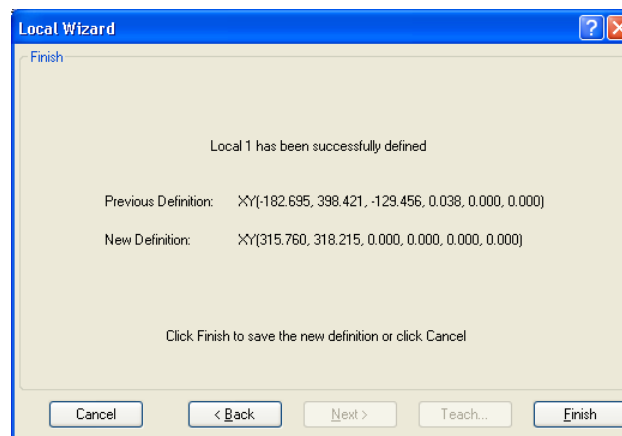 Local Wizard
Finish
Local 1 has been successfully defined
Previous Definition: XY(-182.695, 398.421, -129.456, 0.038, 0.000, 0.000)
New Definition: XY(315.760, 318.215, 0.000, 0.000, 0.000, 0.000)
Click Finish to save the new definition or click Cancel
Cancel < Back Next > Teach... Finish